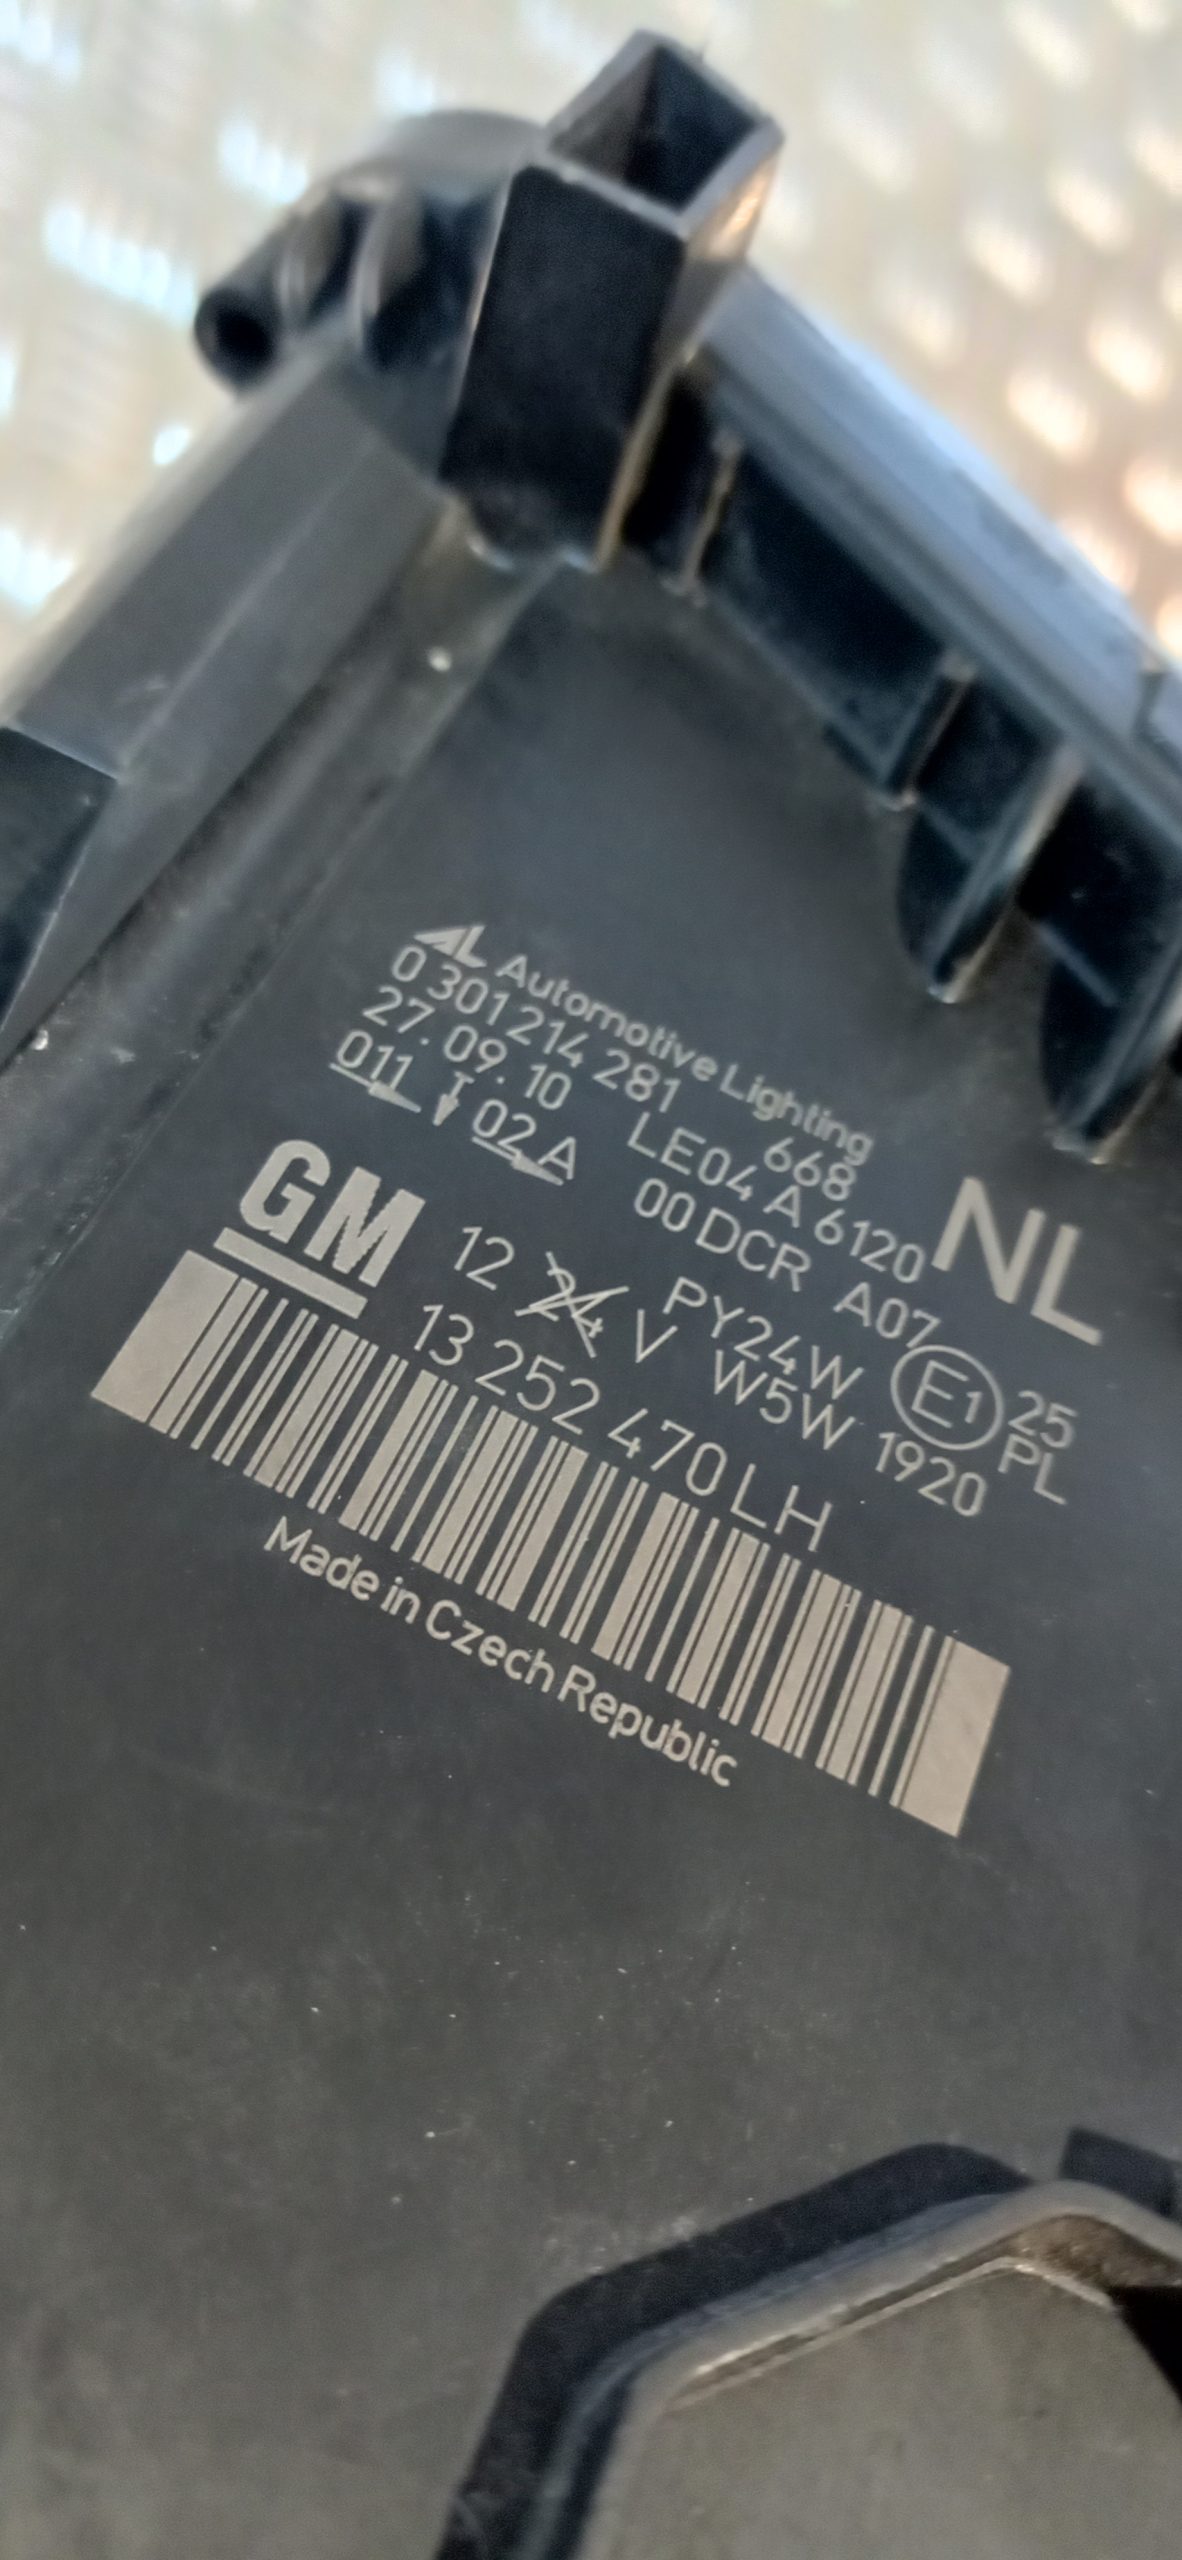 AL Automotive Lighting
0 301 214 281 668
27.09.10 LE04 A 6120
011 I 02 A 00 DCR A07
NL
GM 12 24 V PY24W E1 25
13 252 470 LH W5W 1920 PL
Made in Czech Republic